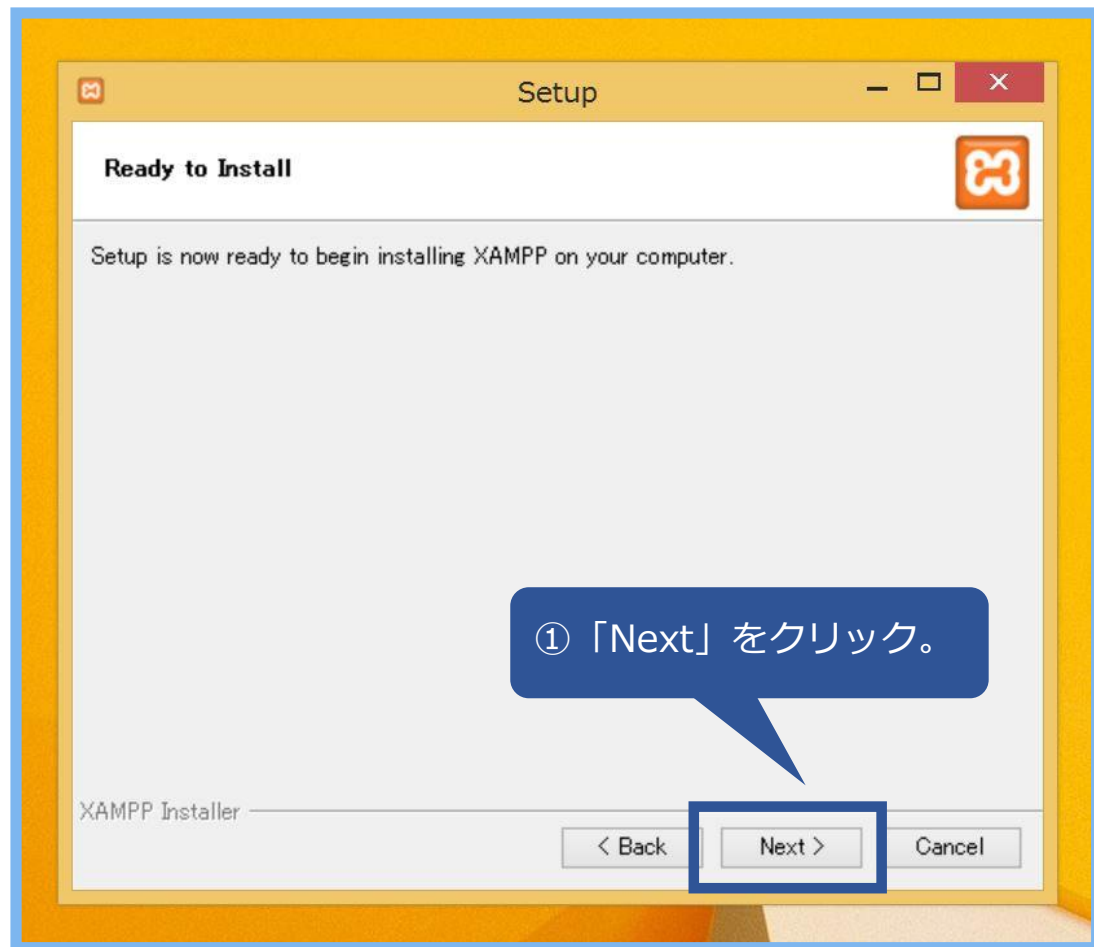 Setup
Ready to Install
Setup is now ready to begin installing XAMPP on your computer.
①「Next」をクリック。
XAMPP Installer
< Back
Next >
Cancel